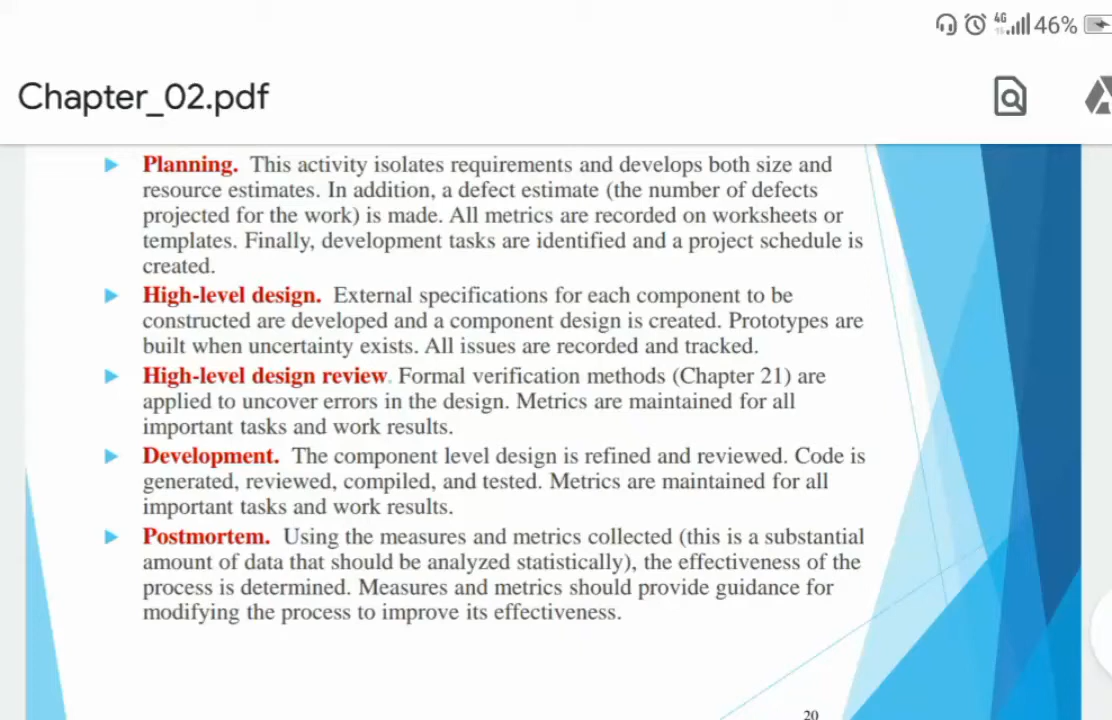 4G 46%
Chapter_02.pdf
Planning. This activity isolates requirements and develops both size and
resource estimates. In addition, a defect estimate (the number of defects
projected for the work) is made. All metrics are recorded on worksheets or
templates. Finally, development tasks are identified and a project schedule is
created.
High-level design. External specifications for each component to be
constructed are developed and a component design is created. Prototypes are
built when uncertainty exists. All issues are recorded and tracked.
High-level design review. Formal verification methods (Chapter 21) are
applied to uncover errors in the design. Metrics are maintained for all
important tasks and work results.
Development. The component level design is refined and reviewed. Code is
generated, reviewed, compiled, and tested. Metrics are maintained for all
important tasks and work results.
Postmortem. Using the measures and metrics collected (this is a substantial
amount of data that should be analyzed statistically), the effectiveness of the
process is determined. Measures and metrics should provide guidance for
modifying the process to improve its effectiveness.
20